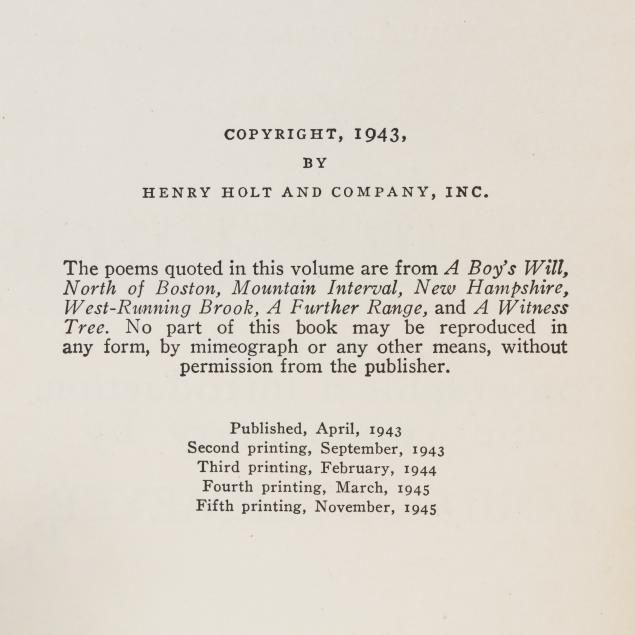 COPYRIGHT, 1943,
BY
HENRY HOLT AND COMPANY, INC.
The poems quoted in this volume are from A Boy's Will,
North of Boston, Mountain Interval, New Hampshire,
West-Running Brook, A Further Range, and A Witness
Tree. No part of this book may be reproduced in
any form, by mimeograph or any other means, without
permission from the publisher.
Published, April, 1943
Second printing, September, 1943
Third printing, February, 1944
Fourth printing, March, 1945
Fifth printing, November, 1945